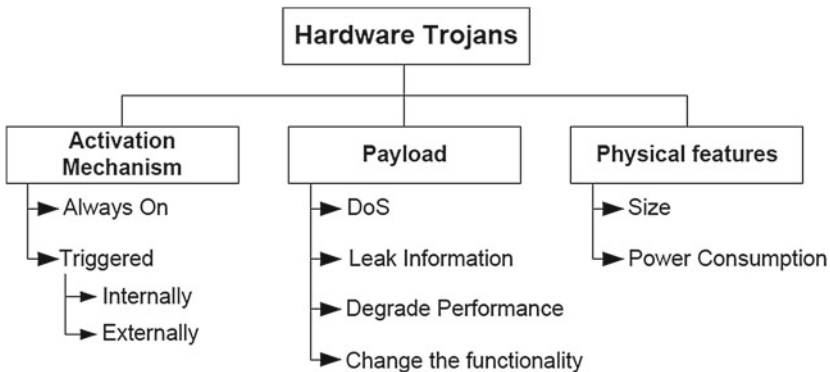 Hardware Trojans
Activation
Mechanism
Always On
Triggered
Internally
Externally
Payload
DoS
Leak Information
Degrade Performance
Change the functionality
Physical features
Size
Power Consumption